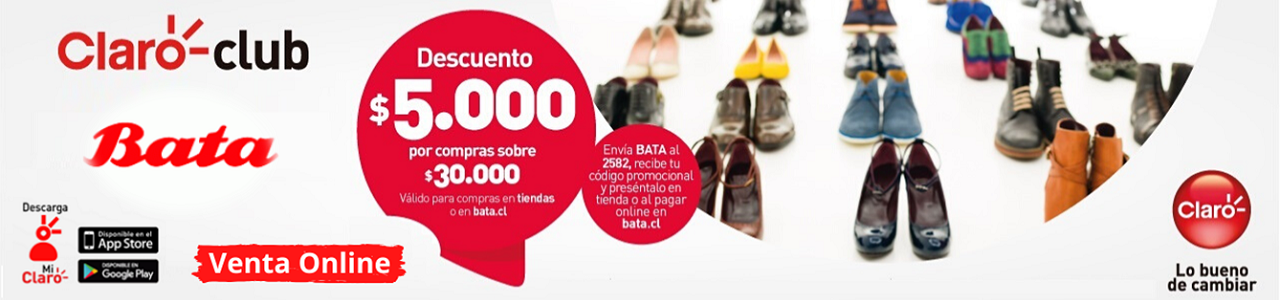 Claro-club
Bata
Descarga
Mi
Claro-
Disponible en el
App Store
DISPONIBLE EN
Google Play
Venta Online
Descuento
$5.000
por compras sobre
$30.000
Válido para compras en tiendas
o en bata.cl
Envía BATA al
2582, recibe tu
código promocional
y preséntalo en
tienda o al pagar
online en
bata.cl
Claro-
Lo bueno
de cambiar